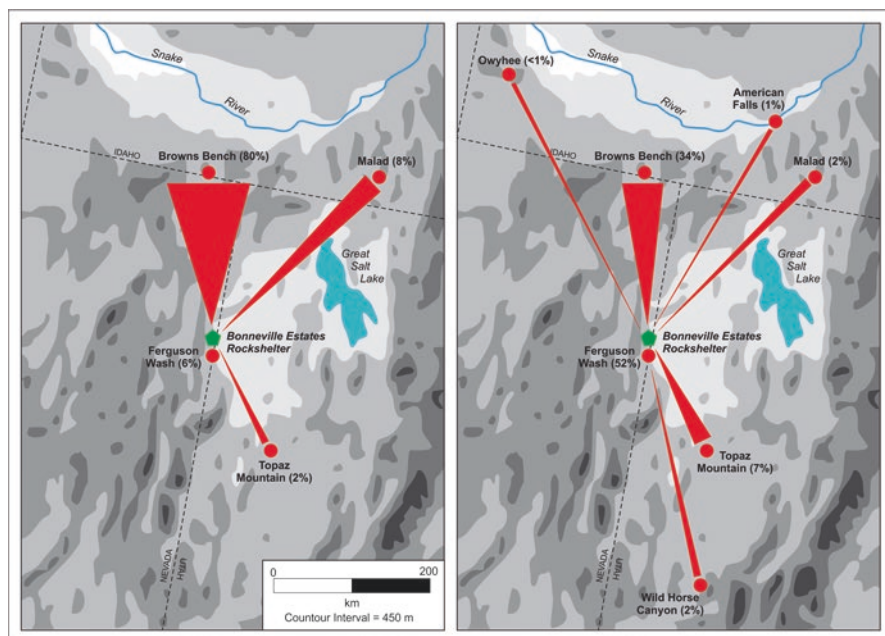 Snake
River
IDAHO
Browns Bench (80%)
Malad (8%)
Great
Salt
Lake
Bonneville Estates
Rockshelter
Ferguson
Wash (6%)
Topaz
Mountain (2%)
NEVADA
UTAH
0
200
km
Countour Interval = 450 m
Owyhee (<1%)
Snake
River
American
Falls (1%)
IDAHO
Browns Bench (34%)
Malad (2%)
Great
Salt
Lake
Bonneville Estates
Rockshelter
Ferguson
Wash (52%)
Topaz
Mountain (7%)
NEVADA
UTAH
Wild Horse
Canyon (2%)